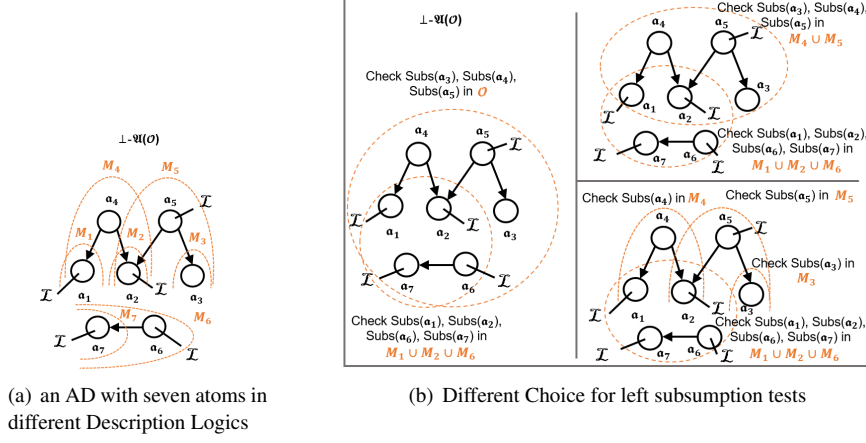 ⊥-𝔄(𝒪)
M₄
M₅
𝖆₄
𝖆₅
ℐ
M₁
M₂
M₃
ℐ
𝖆₁
𝖆₂
ℐ
𝖆₃
M₇
M₆
ℐ
𝖆₇
𝖆₆
ℐ
(a) an AD with seven atoms in
different Description Logics
⊥-𝔄(𝒪)
Check Subs(𝖆₃), Subs(𝖆₄),
Subs(𝖆₅) in 𝒪
𝖆₄
𝖆₅
ℐ
ℐ
𝖆₁
𝖆₂
ℐ
𝖆₃
ℐ
𝖆₇
𝖆₆
ℐ
Check Subs(𝖆₁), Subs(𝖆₂),
Subs(𝖆₆), Subs(𝖆₇) in
M₁ ∪ M₂ ∪ M₆
Check Subs(𝖆₃), Subs(𝖆₄),
Subs(𝖆₅) in
M₄ ∪ M₅
𝖆₄
𝖆₅
ℐ
𝖆₃
ℐ
𝖆₁
𝖆₂
ℐ
ℐ
𝖆₇
𝖆₆
ℐ
Check Subs(𝖆₁), Subs(𝖆₂),
Subs(𝖆₆), Subs(𝖆₇) in
M₁ ∪ M₂ ∪ M₆
Check Subs(𝖆₄) in M₄
Check Subs(𝖆₅) in M₅
𝖆₄
𝖆₅
ℐ
Check Subs(𝖆₃) in
M₃
ℐ
𝖆₁
𝖆₂
ℐ
𝖆₃
ℐ
𝖆₇
𝖆₆
ℐ
Check Subs(𝖆₁), Subs(𝖆₂),
Subs(𝖆₆), Subs(𝖆₇) in
M₁ ∪ M₂ ∪ M₆
(b) Different Choice for left subsumption tests